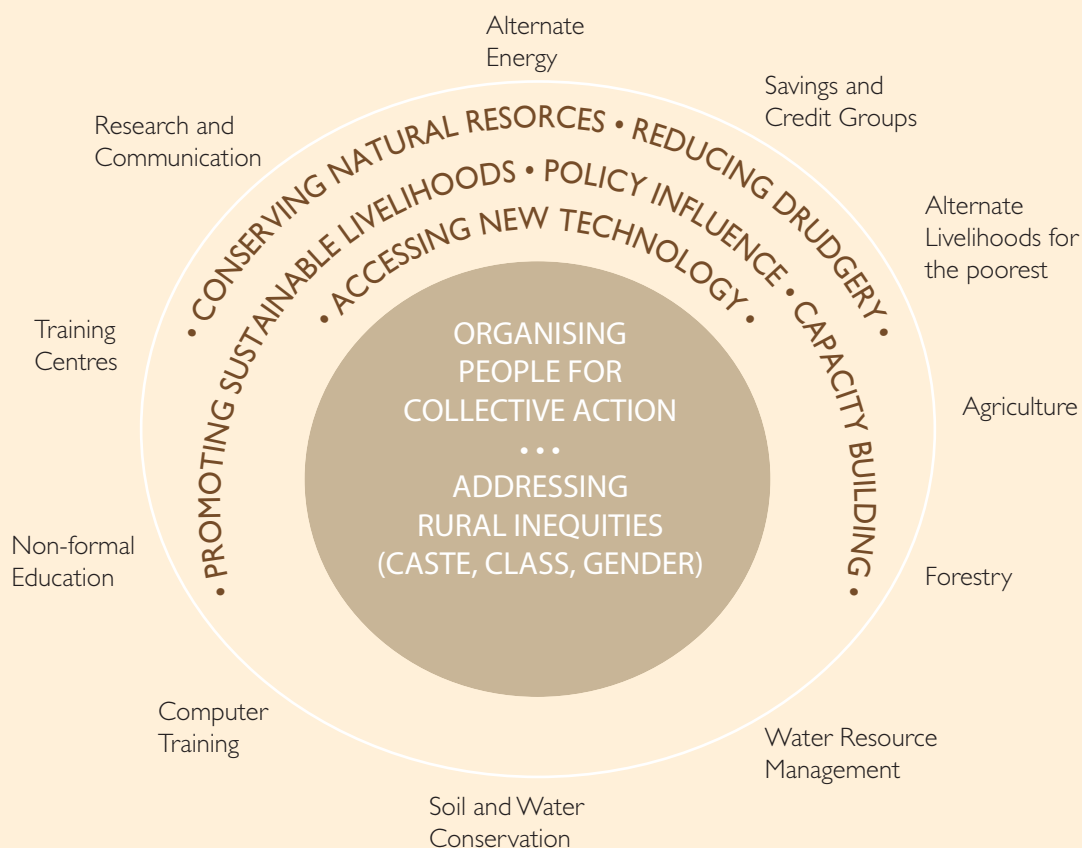 Alternate
Energy
Savings and
Credit Groups
Research and
Communication
Alternate
Livelihoods for
the poorest
Training
Centres
Agriculture
Non-formal
Education
Forestry
Computer
Training
Water Resource
Management
Soil and Water
Conservation
• CONSERVING NATURAL RESORCES • REDUCING DRUDGERY •
• PROMOTING SUSTAINABLE LIVELIHOODS • POLICY INFLUENCE • CAPACITY BUILDING •
• ACCESSING NEW TECHNOLOGY •
ORGANISING
PEOPLE FOR
COLLECTIVE ACTION
• • •
ADDRESSING
RURAL INEQUITIES
(CASTE, CLASS, GENDER)